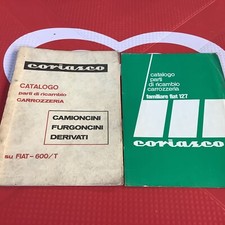 coriasco
CATALOGO
parti di ricambio
CARROZZERIA
CAMIONCINI
FURGONCINI
DERIVATI
su FIAT-600/T
catalogo
parti di ricambio
carrozzeria
familiare fiat 127
coriasco